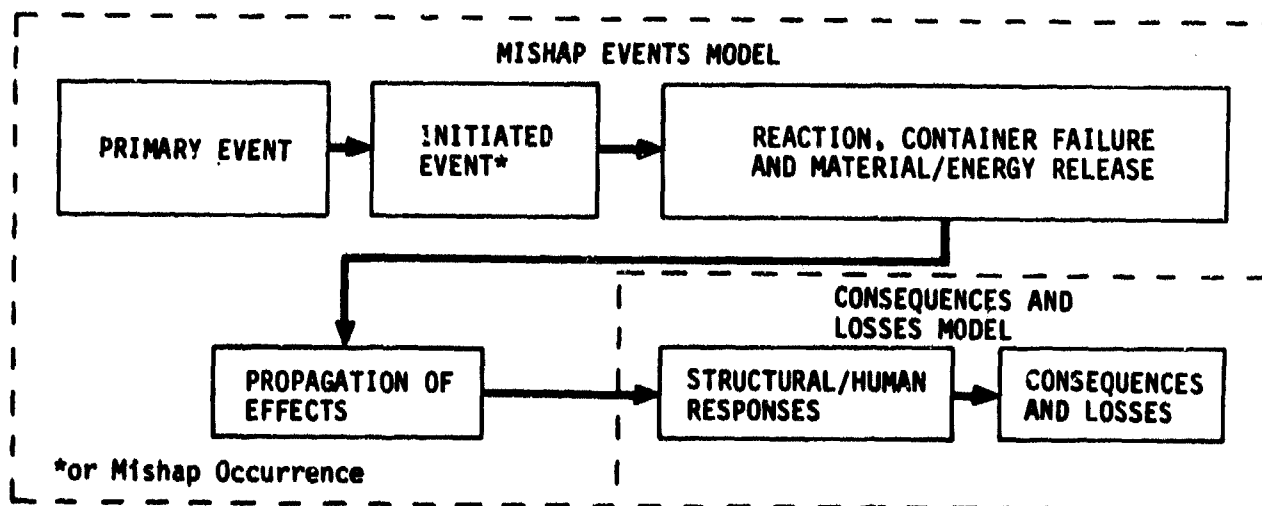 MISHAP EVENTS MODEL
PRIMARY EVENT
INITIATED
EVENT*
REACTION, CONTAINER FAILURE
AND MATERIAL/ENERGY RELEASE
CONSEQUENCES AND
LOSSES MODEL
PROPAGATION OF
EFFECTS
STRUCTURAL/HUMAN
RESPONSES
CONSEQUENCES
AND LOSSES
*or Mishap Occurrence